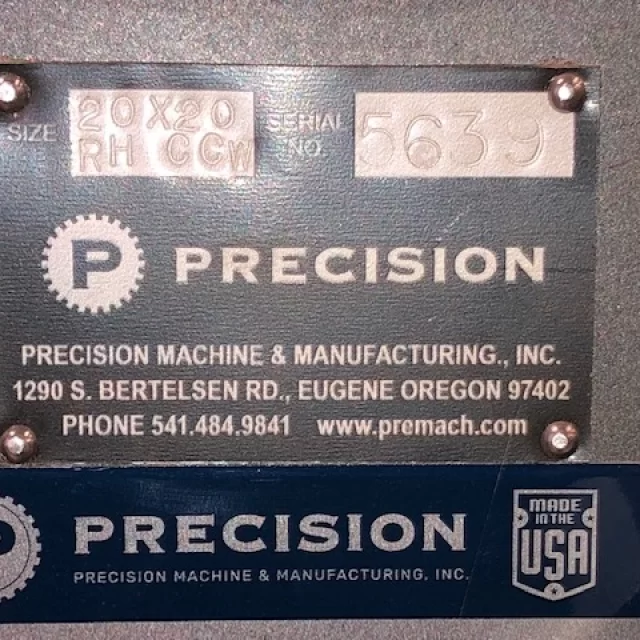 SIZE 20X20 RH CCW SERIAL NO. 5639
P PRECISION
PRECISION MACHINE & MANUFACTURING., INC.
1290 S. BERTELSEN RD., EUGENE OREGON 97402
PHONE 541.484.9841 www.premach.com
P PRECISION
PRECISION MACHINE & MANUFACTURING, INC.
MADE
IN THE
USA